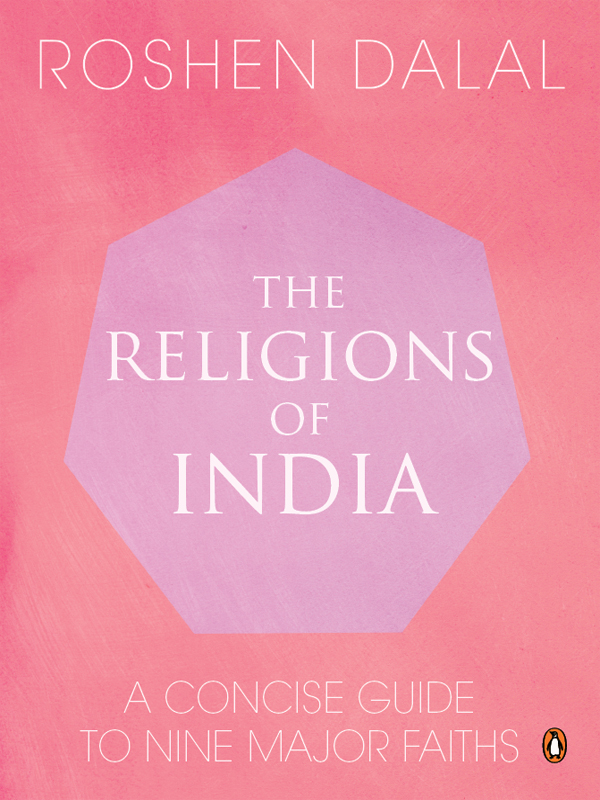 ROSHEN DALAL
THE
RELIGIONS
OF
INDIA
A CONCISE GUIDE
TO NINE MAJOR FAITHS